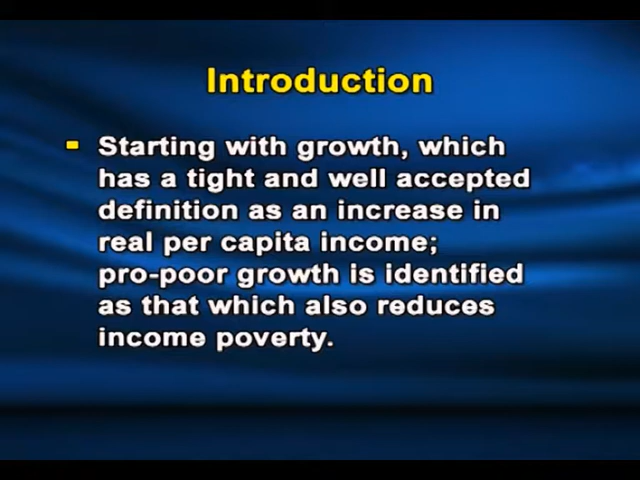 Introduction
Starting with growth, which
has a tight and well accepted
definition as an increase in
real per capita income;
pro-poor growth is identified
as that which also reduces
income poverty.